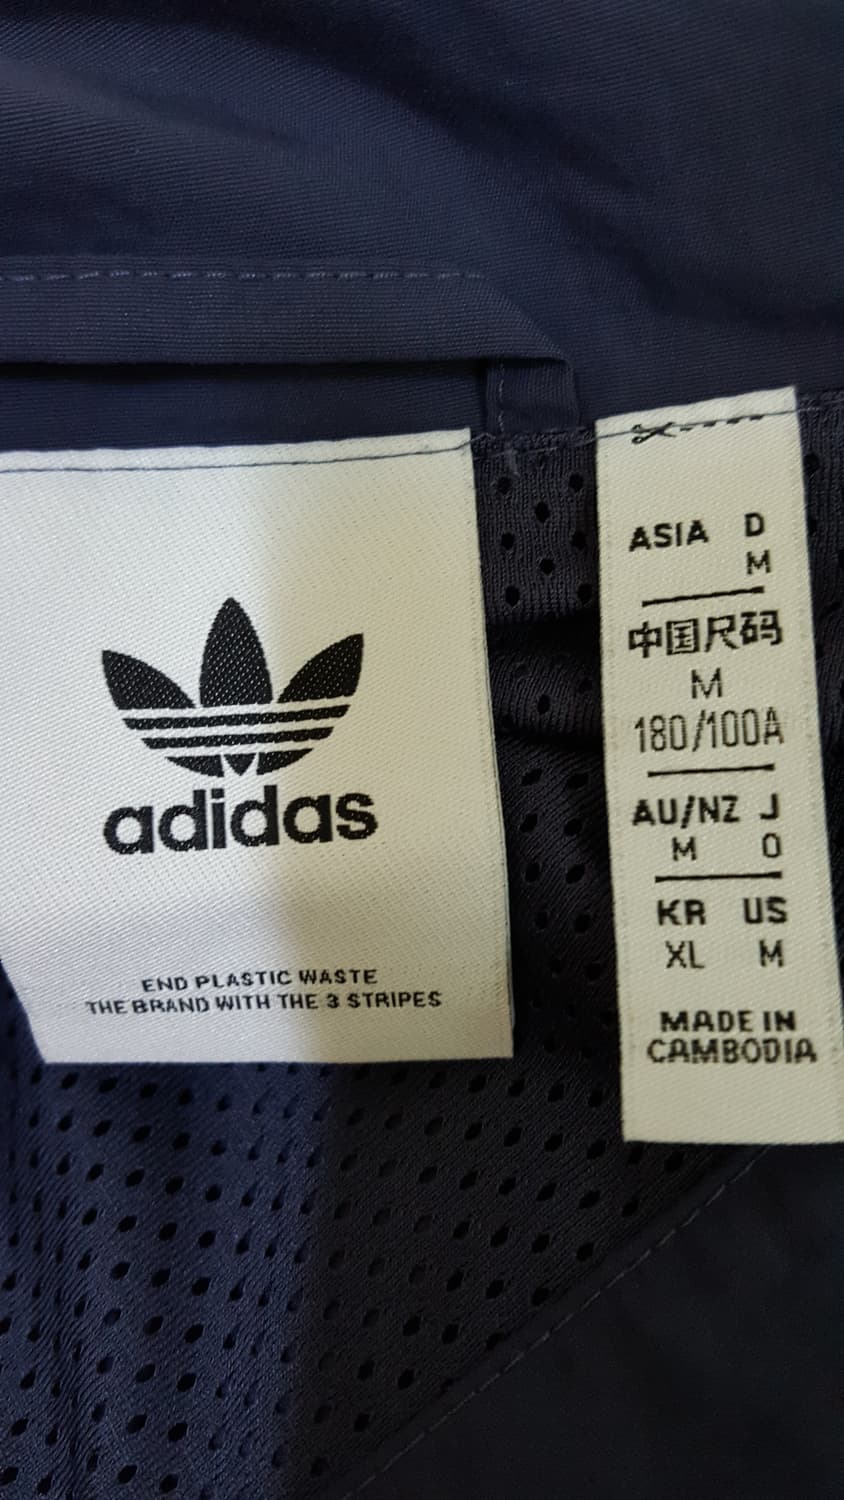 adidas
END PLASTIC WASTE
THE BRAND WITH THE 3 STRIPES
ASIA D
M
中国尺码
M
180/100A
AU/NZ J
M O
KR US
XL M
MADE IN
CAMBODIA